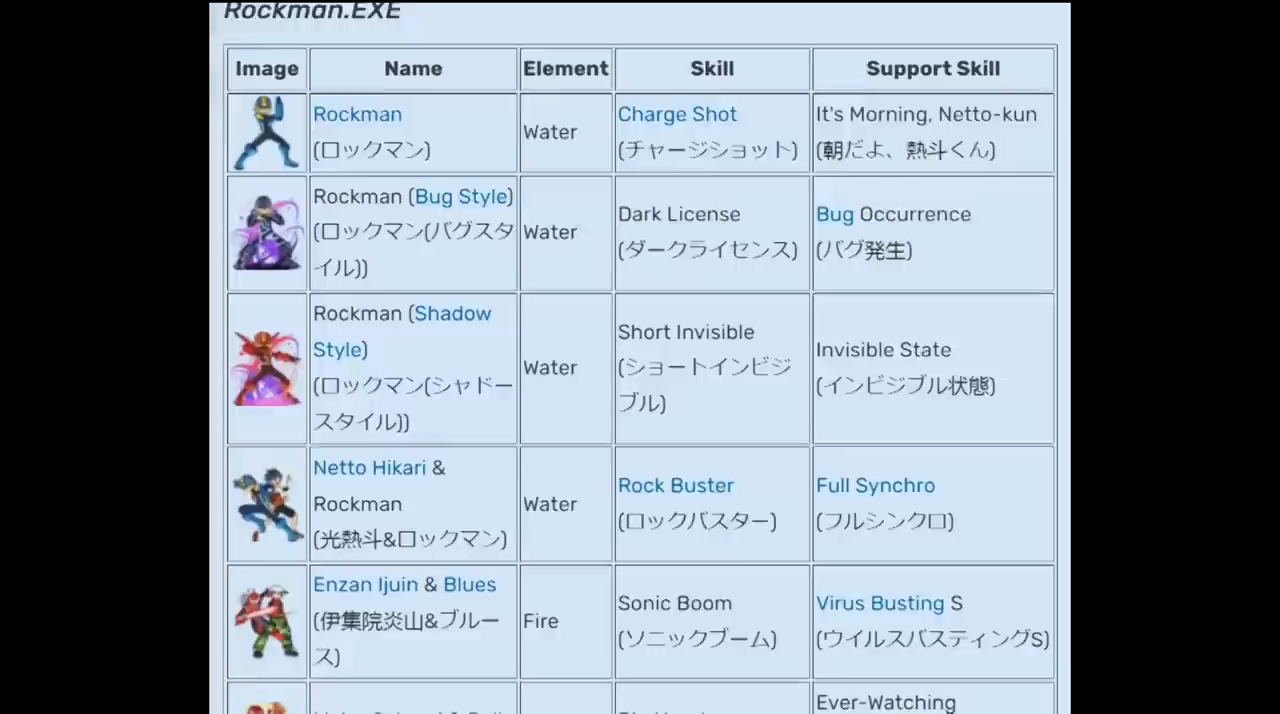 Rockman.EXE
Image Name Element Skill Support Skill
Rockman
(ロックマン)
Water
Charge Shot
(チャージショット)
It's Morning, Netto-kun
(朝だよ、熱斗くん)
Rockman (Bug Style)
(ロックマン(バグスタ
イル))
Water
Dark License
(ダークライセンス)
Bug Occurrence
(バグ発生)
Rockman (Shadow
Style)
(ロックマン(シャドー
スタイル))
Water
Short Invisible
(ショートインビジ
ブル)
Invisible State
(インビジブル状態)
Netto Hikari &
Rockman
(光熱斗&ロックマン)
Water
Rock Buster
(ロックバスター)
Full Synchro
(フルシンクロ)
Enzan Ijuin & Blues
(伊集院炎山&ブルー
ス)
Fire
Sonic Boom
(ソニックブーム)
Virus Busting S
(ウイルスバスティングS)
Ever-Watching